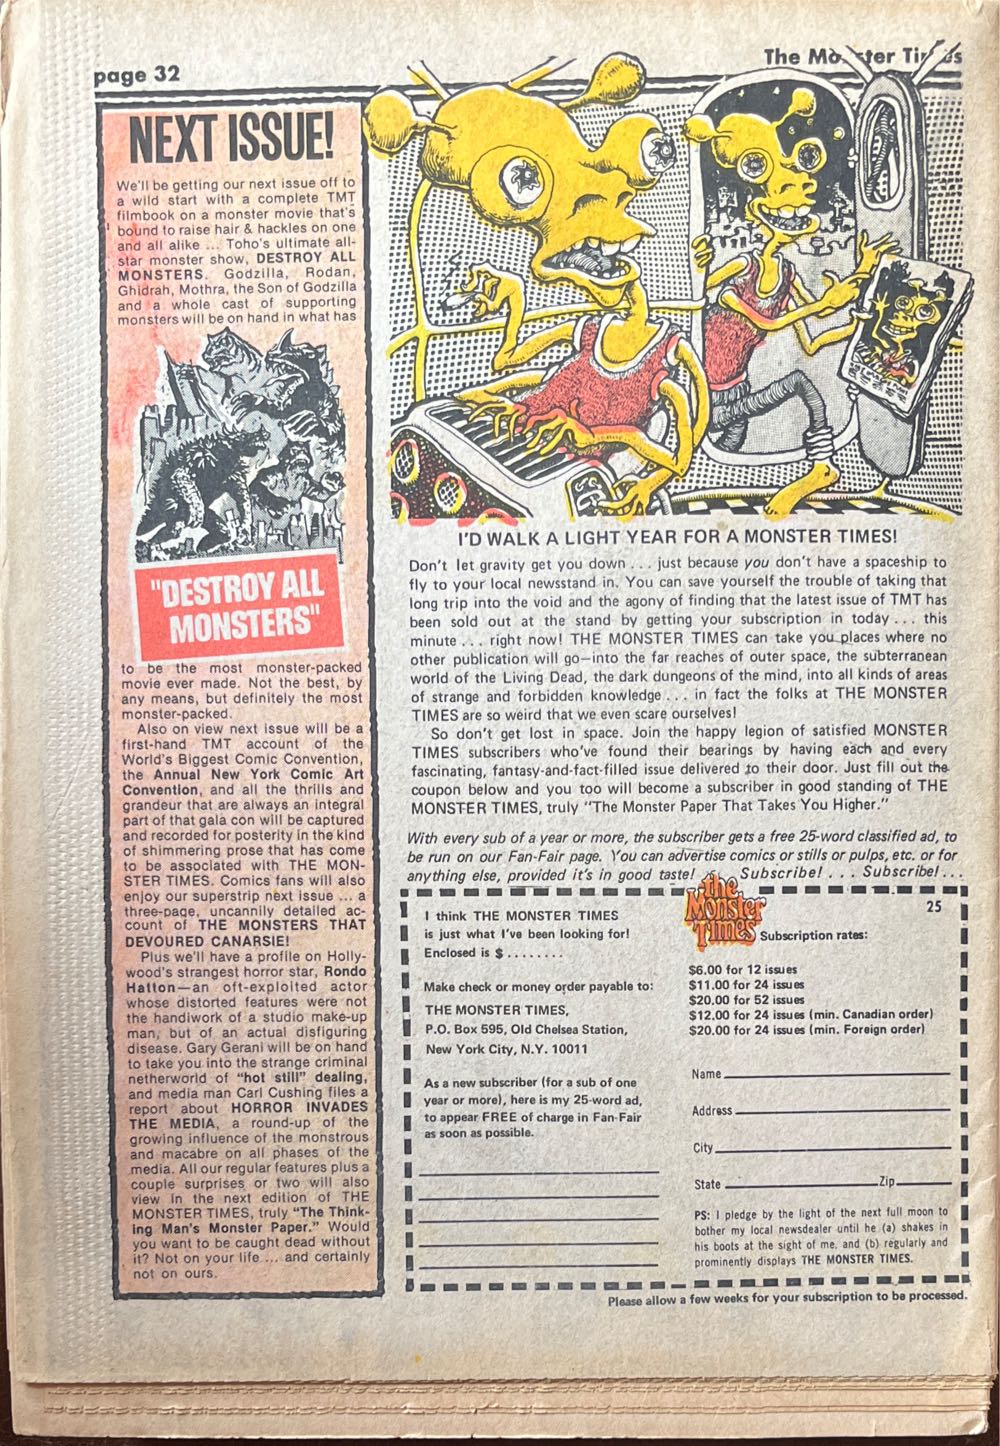 page 32
The Mo ster Ti es
NEXT ISSUE!
We'll be getting our next issue off to
a wild start with a complete TMT
filmbook on a monster movie that's
bound to raise hair & hackles on one
and all alike ... Toho's ultimate all-
star monster show, DESTROY ALL
MONSTERS. Godzilla, Rodan,
Ghidrah, Mothra, the Son of Godzilla
and a whole cast of supporting
monsters will be on hand in what has
"DESTROY ALL
MONSTERS"
to be the most monster-packed
movie ever made. Not the best, by
any means, but definitely the most
monster-packed.
Also on view next issue will be a
first-hand TMT account of the
World's Biggest Comic Convention,
the Annual New York Comic Art
Convention, and all the thrills and
grandeur that are always an integral
part of that gala con will be captured
and recorded for posterity in the kind
of shimmering prose that has come
to be associated with THE MON-
STER TIMES. Comics fans will also
enjoy our superstrip next issue ... a
three-page, uncannily detailed ac-
count of THE MONSTERS THAT
DEVOURED CANARSIE!
Plus we'll have a profile on Holly-
wood's strangest horror star, Rondo
Hatton—an oft-exploited actor
whose distorted features were not
the handiwork of a studio make-up
man, but of an actual disfiguring
disease. Gary Gerani will be on hand
to take you into the strange criminal
netherworld of "hot still" dealing,
and media man Carl Cushing files a
report about HORROR INVADES
THE MEDIA, a round-up of the
growing influence of the monstrous
and macabre on all phases of the
media. All our regular features plus a
couple surprises or two will also
view in the next edition of THE
MONSTER TIMES, truly "The Think-
ing Man's Monster Paper." Would
you want to be caught dead without
it? Not on your life ... and certainly
not on ours.
I'D WALK A LIGHT YEAR FOR A MONSTER TIMES!
Don't let gravity get you down . . . just because you don't have a spaceship to
fly to your local newsstand in. You can save yourself the trouble of taking that
long trip into the void and the agony of finding that the latest issue of TMT has
been sold out at the stand by getting your subscription in today . . . this
minute . . . right now! THE MONSTER TIMES can take you places where no
other publication will go—into the far reaches of outer space, the subterranean
world of the Living Dead, the dark dungeons of the mind, into all kinds of areas
of strange and forbidden knowledge . . . in fact the folks at THE MONSTER
TIMES are so weird that we even scare ourselves!
So don't get lost in space. Join the happy legion of satisfied MONSTER
TIMES subscribers who've found their bearings by having each and every
fascinating, fantasy-and-fact-filled issue delivered to their door. Just fill out the
coupon below and you too will become a subscriber in good standing of THE
MONSTER TIMES, truly "The Monster Paper That Takes You Higher."
With every sub of a year or more, the subscriber gets a free 25-word classified ad, to
be run on our Fan-Fair page. You can advertise comics or stills or pulps, etc. or for
anything else, provided it's in good taste! Subscribe! . . . Subscribe! . . .
I think THE MONSTER TIMES
is just what I've been looking for!
Enclosed is $ . . . . . . . .
Make check or money order payable to:
THE MONSTER TIMES,
P.O. Box 595, Old Chelsea Station,
New York City, N.Y. 10011
As a new subscriber (for a sub of one
year or more), here is my 25-word ad,
to appear FREE of charge in Fan-Fair
as soon as possible.
the
Monster
Times
25
Subscription rates:
$6.00 for 12 issues
$11.00 for 24 issues
$20.00 for 52 issues
$12.00 for 24 issues (min. Canadian order)
$20.00 for 24 issues (min. Foreign order)
Name
Address
City
State Zip
PS: I pledge by the light of the next full moon to
bother my local newsdealer until he (a) shakes in
his boots at the sight of me, and (b) regularly and
prominently displays THE MONSTER TIMES.
Please allow a few weeks for your subscription to be processed.